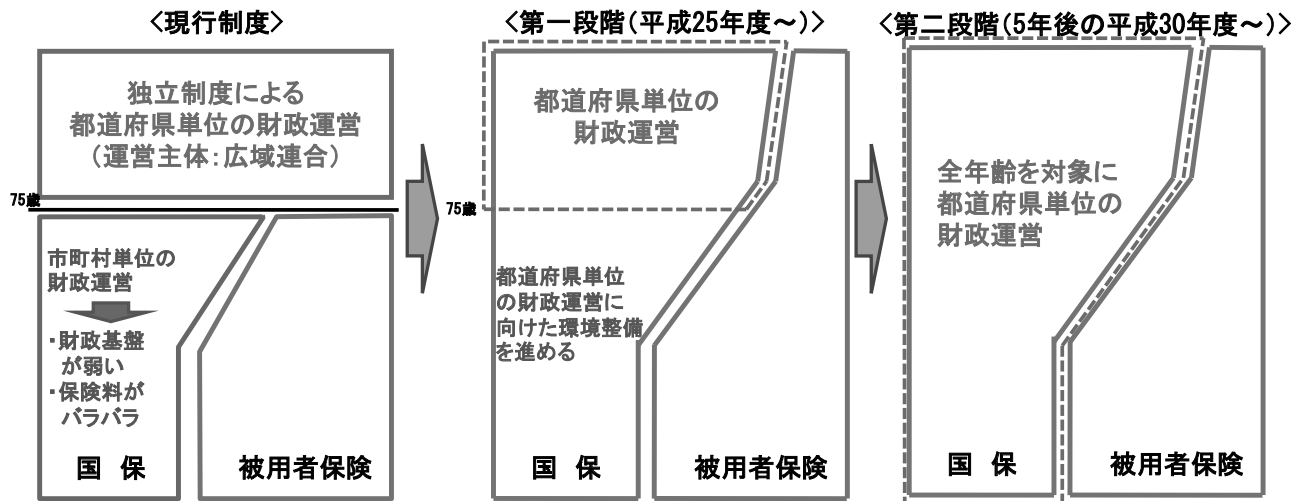 <現行制度>
独立制度による
都道府県単位の財政運営
(運営主体:広域連合)
75歳
市町村単位の
財政運営
・財政基盤
が弱い
・保険料が
バラバラ
国 保
被用者保険
<第一段階(平成25年度~)>
都道府県単位の
財政運営
75歳
都道府県単位
の財政運営に
向けた環境整備
を進める
国 保
被用者保険
<第二段階(5年後の平成30年度~)>
全年齢を対象に
都道府県単位の
財政運営
国 保
被用者保険